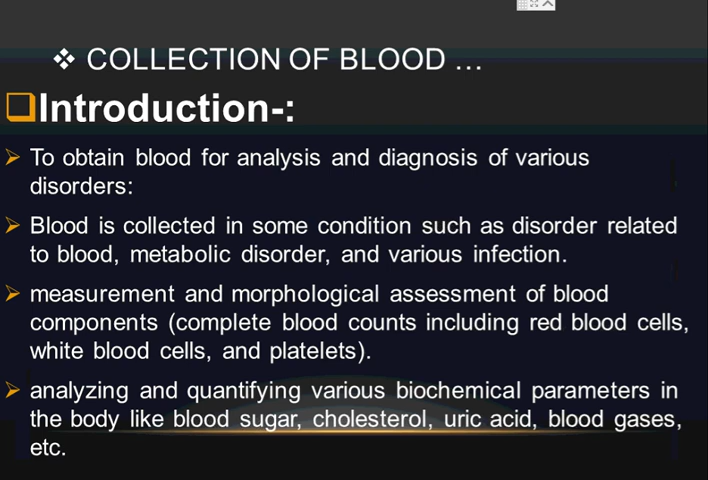 ❖ COLLECTION OF BLOOD …
❑Introduction-:
➢ To obtain blood for analysis and diagnosis of various
disorders:
➢ Blood is collected in some condition such as disorder related
to blood, metabolic disorder, and various infection.
➢ measurement and morphological assessment of blood
components (complete blood counts including red blood cells,
white blood cells, and platelets).
➢ analyzing and quantifying various biochemical parameters in
the body like blood sugar, cholesterol, uric acid, blood gases,
etc.